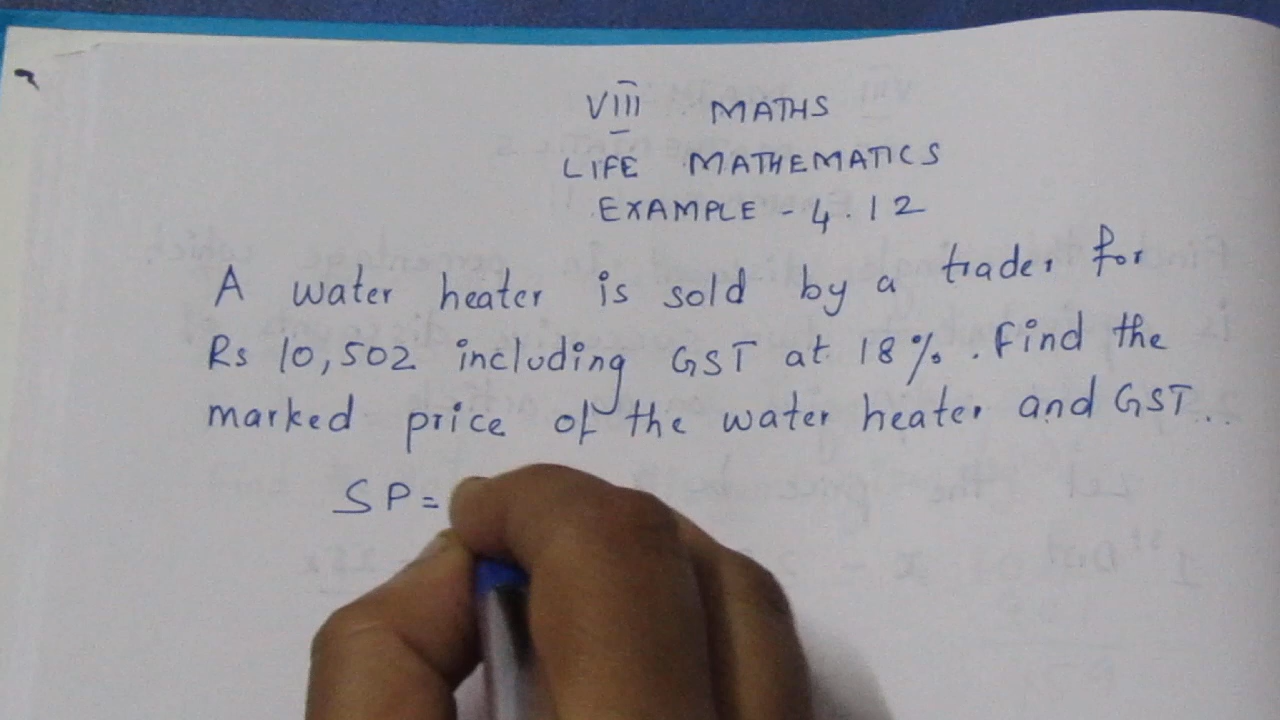 VIII MATHS
LIFE MATHEMATICS
EXAMPLE - 4.12
A water heater is sold by a trader for
Rs 10,502 including GST at 18%. Find the
marked price of the water heater and GST..
SP=